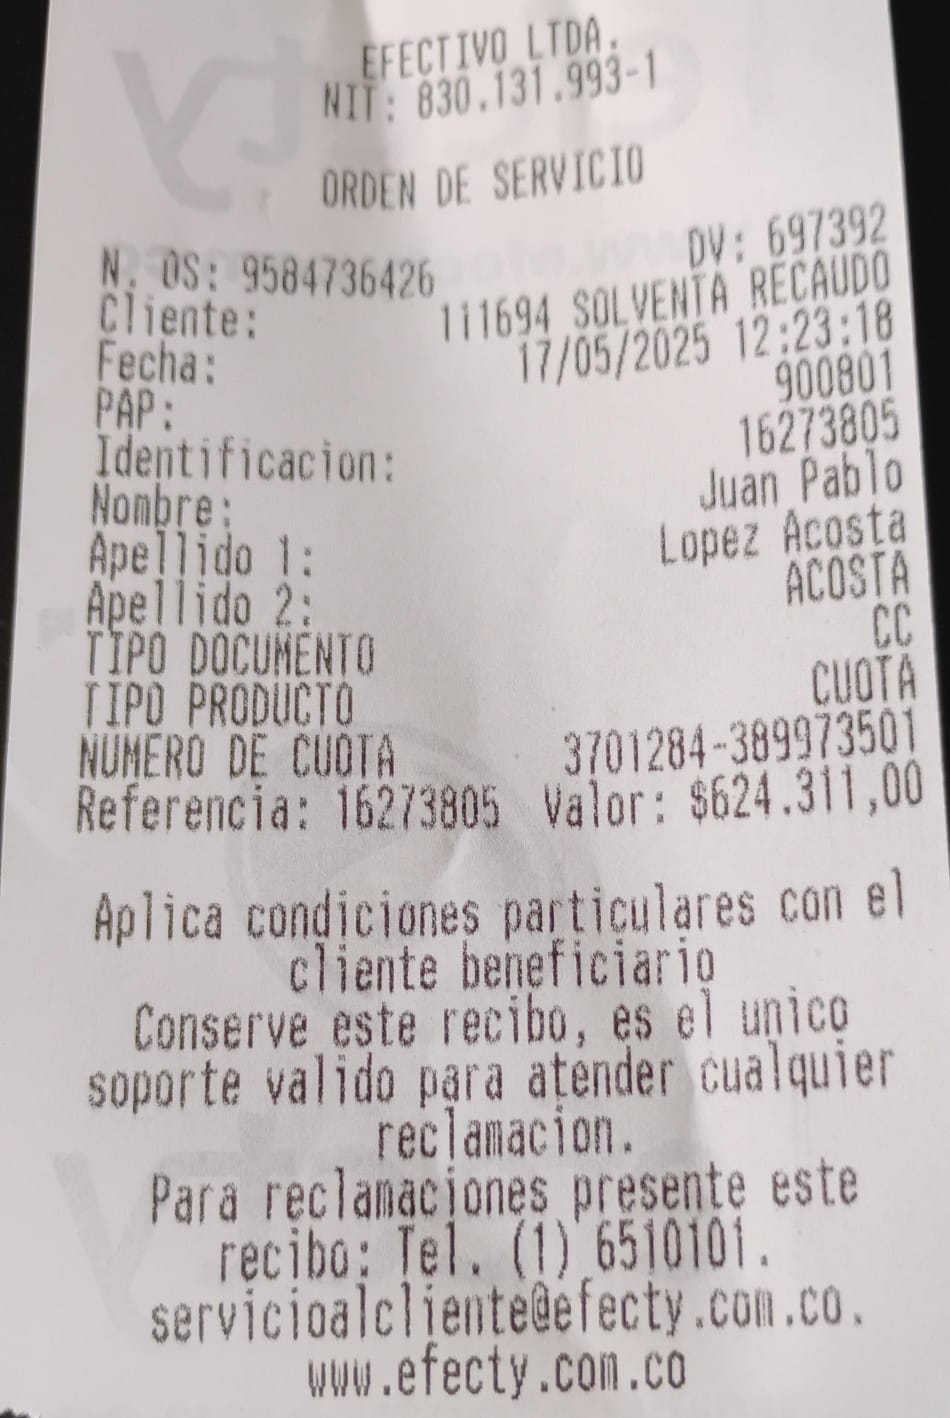 EFECTIVO LTDA.
NIT: 830.131.993-1
ORDEN DE SERVICIO
N. OS: 9584736426 DV: 697392
Cliente: 111694 SOLVENTA RECAUDO
Fecha: 17/05/2025 12:23:18
PAP: 900801
Identificacion: 16273805
Nombre: Juan Pablo
Apellido 1: Lopez Acosta
Apellido 2: ACOSTA
TIPO DOCUMENTO CC
TIPO PRODUCTO CUOTA
NUMERO DE CUOTA 3701284-389973501
Referencia: 16273805 Valor: $624.311,00
Aplica condiciones particulares con el
cliente beneficiario
Conserve este recibo, es el unico
soporte valido para atender cualquier
reclamacion.
Para reclamaciones presente este
recibo: Tel. (1) 6510101.
servicioalcliente@efecty.com.co.
www.efecty.com.co